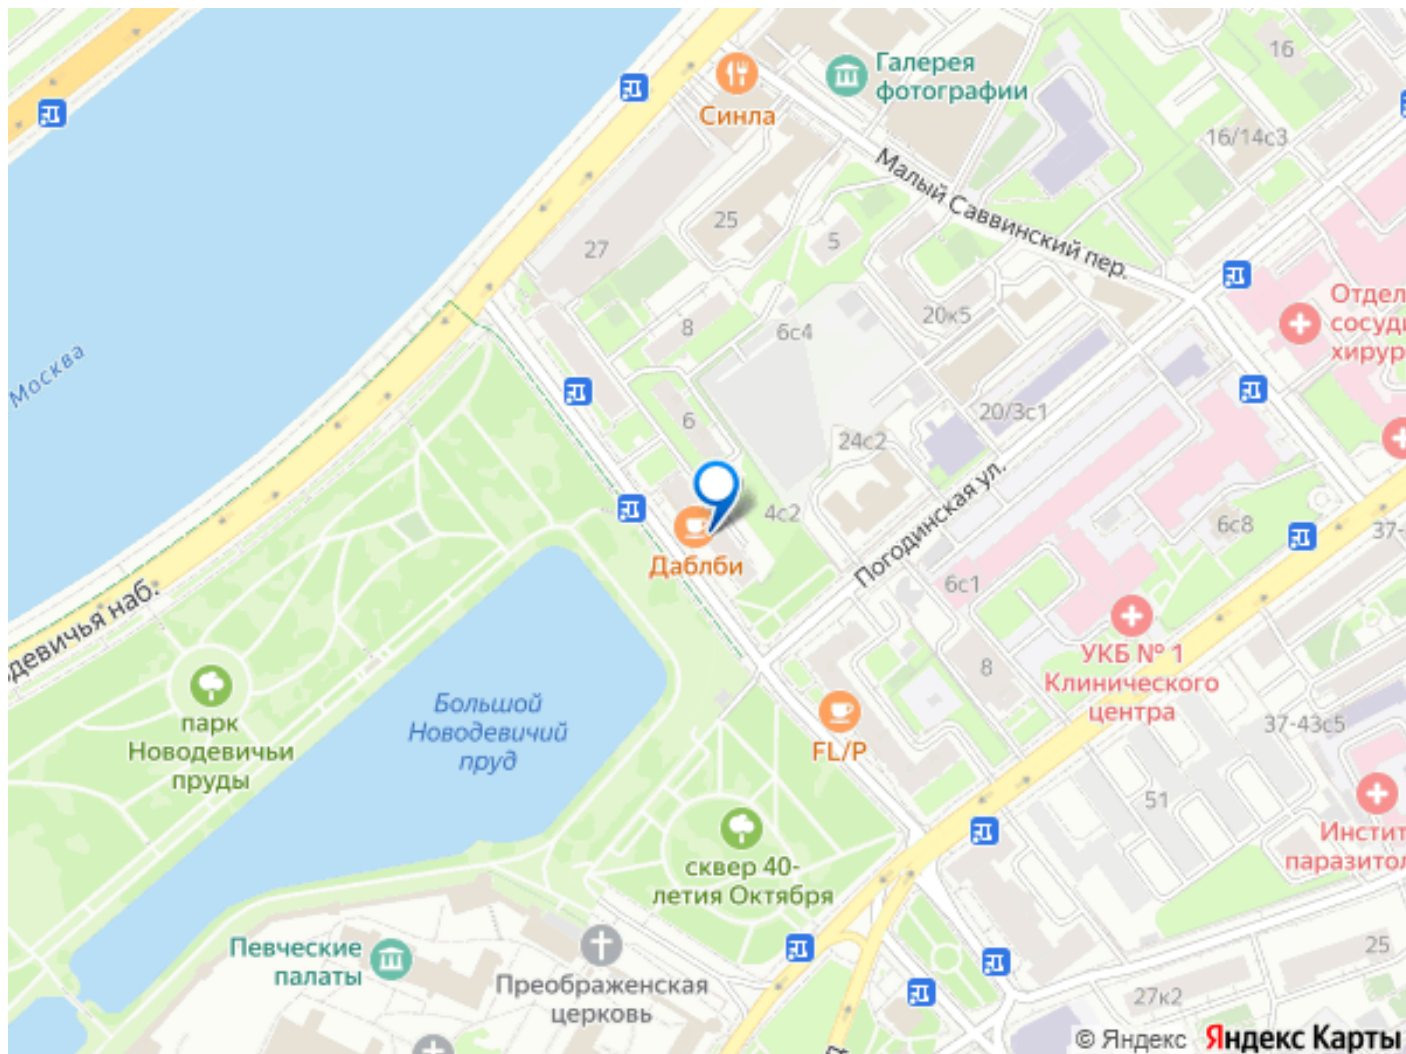 Галерея
фотографии
Синла
16
16/14с3
Малый Саввинский пер.
25
27
5
Отдел
сосуди
хирур
20к5
8
6с4
Москва
6
20/3с1
24с2
4с2
Погодинская ул.
6с8
37-
Даблби
6с1
одевичья наб.
УКБ № 1
Клинического
центра
8
Большой
Новодевичий
пруд
парк
Новодевичьи
пруды
FL/P
37-43с5
51
Инстит
паразитол
сквер 40-
летия Октября
Певческие
палаты
Преображенская
церковь
25
27к2
© Яндекс Яндекс Карты